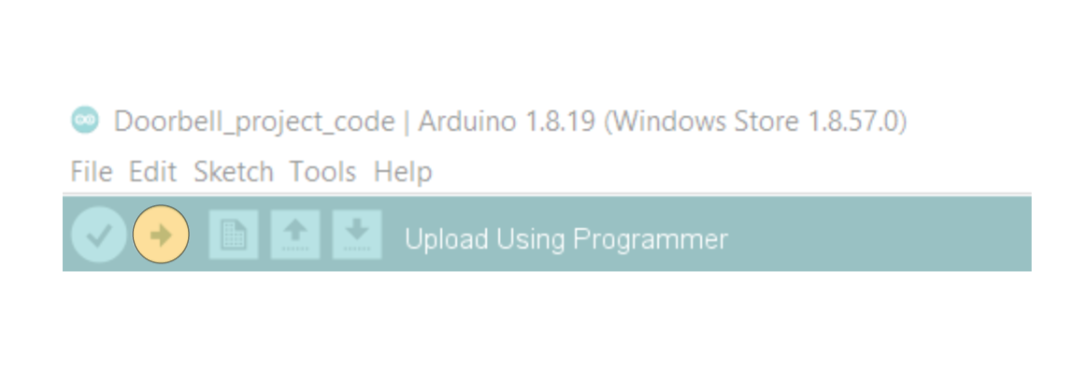 Doorbell_project_code | Arduino 1.8.19 (Windows Store 1.8.57.0)
File Edit Sketch Tools Help
Upload Using Programmer